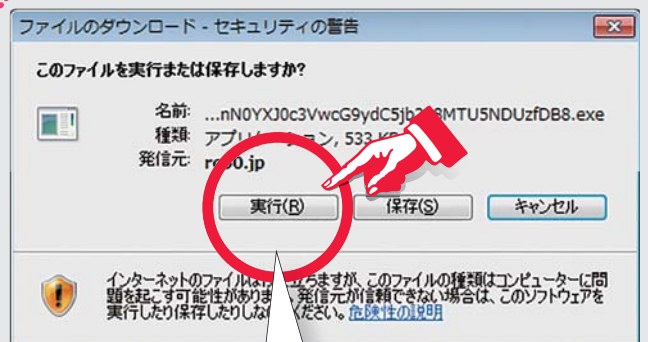 ファイルのダウンロード - セキュリティの警告
このファイルを実行または保存しますか?
名前: ...nN0YXJ0c3VwcG9ydC5jb MTU5NDUzfDB8.exe
種類: アプリケーション, 533
発信元: .jp
実行(R) 保存(S) キャンセル
インターネットのファイルは 立ちますが、このファイルの種類はコンピューターに問
題を起こす可能性がありま 発信元が信頼できない場合は、このソフトウェアを
実行したり保存したりしな ください。危険性の説明